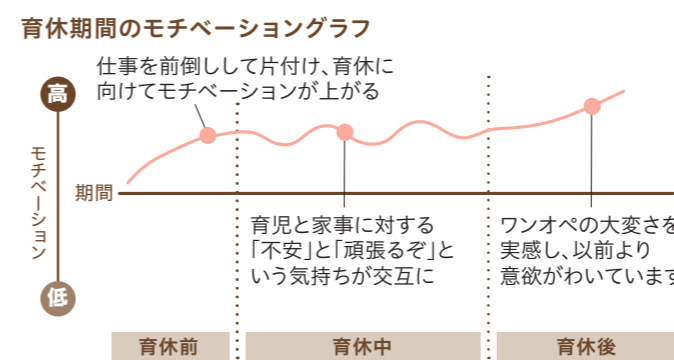 育休期間のモチベーショングラフ
仕事を前倒しして片付け、育休に
向けてモチベーションが上がる
高
モチベーション
低
期間
育児と家事に対する
「不安」と「頑張るぞ」と
いう気持ちが交互に
ワンオペの大変さを
実感し、以前より
意欲がわいています
育休前
育休中
育休後